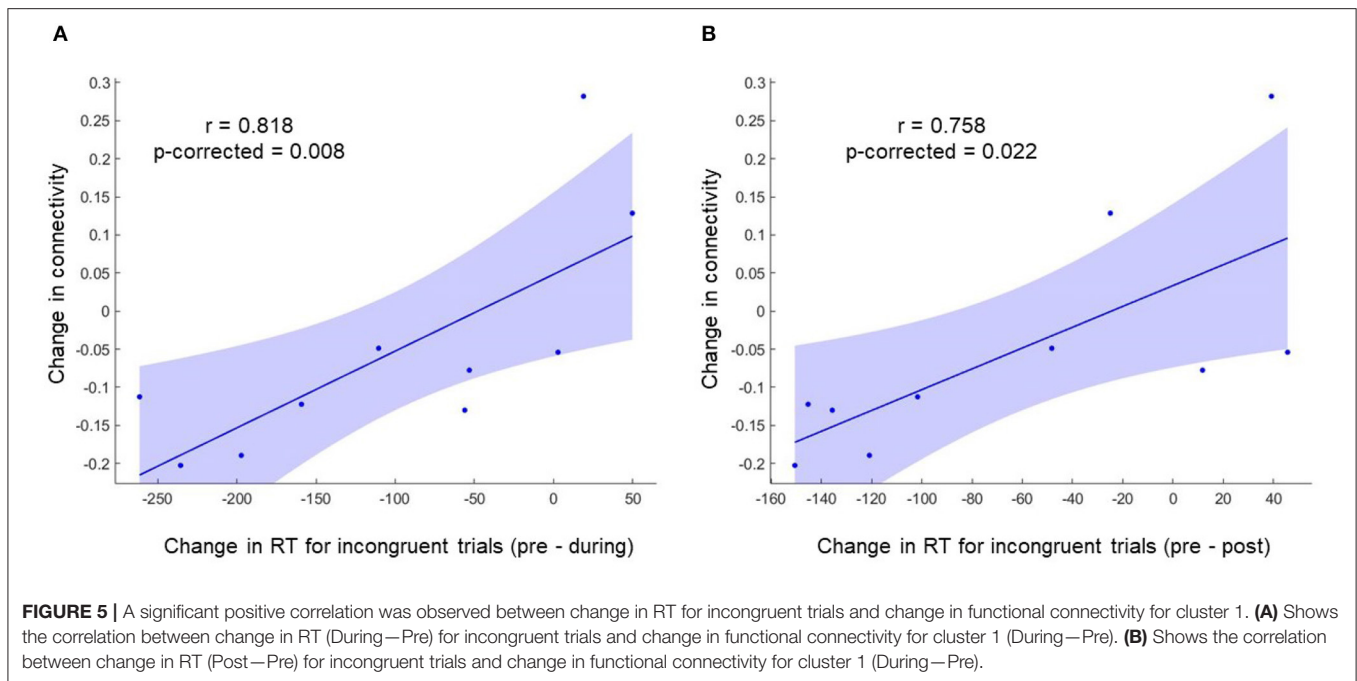 A
0.3
0.25
0.2
0.15
0.1
0.05
0
-0.05
-0.1
-0.15
-0.2
Change in connectivity
r = 0.818
p-corrected = 0.008
-250 -200 -150 -100 -50 0 50
Change in RT for incongruent trials (pre - during)
B
0.3
0.25
0.2
0.15
0.1
0.05
0
-0.05
-0.1
-0.15
-0.2
Change in connectivity
r = 0.758
p-corrected = 0.022
-160 -140 -120 -100 -80 -60 -40 -20 0 20 40
Change in RT for incongruent trials (pre - post)
FIGURE 5 | A significant positive correlation was observed between change in RT for incongruent trials and change in functional connectivity for cluster 1. (A) Shows
the correlation between change in RT (During—Pre) for incongruent trials and change in functional connectivity for cluster 1 (During—Pre). (B) Shows the correlation
between change in RT (Post—Pre) for incongruent trials and change in functional connectivity for cluster 1 (During—Pre).